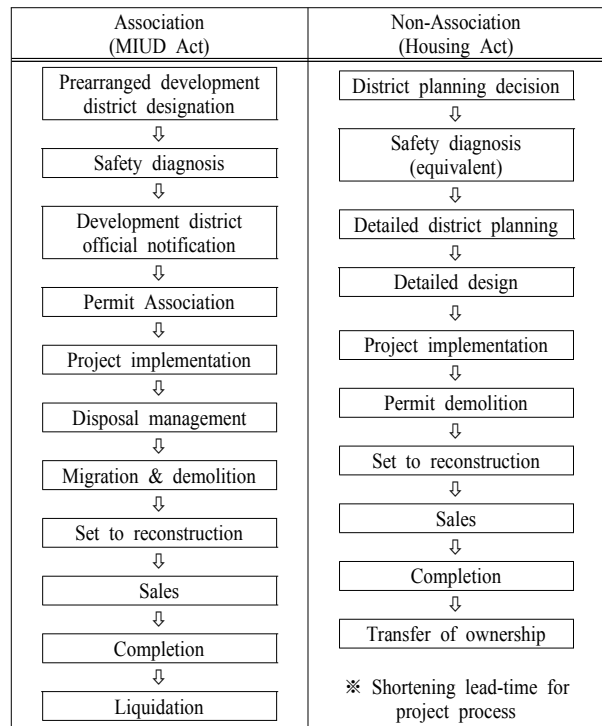 Association
(MIUD Act)
Prearranged development
district designation
⇩
Safety diagnosis
⇩
Development district
official notification
⇩
Permit Association
⇩
Project implementation
⇩
Disposal management
⇩
Migration & demolition
⇩
Set to reconstruction
⇩
Sales
⇩
Completion
⇩
Liquidation
Non-Association
(Housing Act)
District planning decision
⇩
Safety diagnosis
(equivalent)
⇩
Detailed district planning
⇩
Detailed design
⇩
Project implementation
⇩
Permit demolition
⇩
Set to reconstruction
⇩
Sales
⇩
Completion
⇩
Transfer of ownership
※ Shortening lead-time for
project process